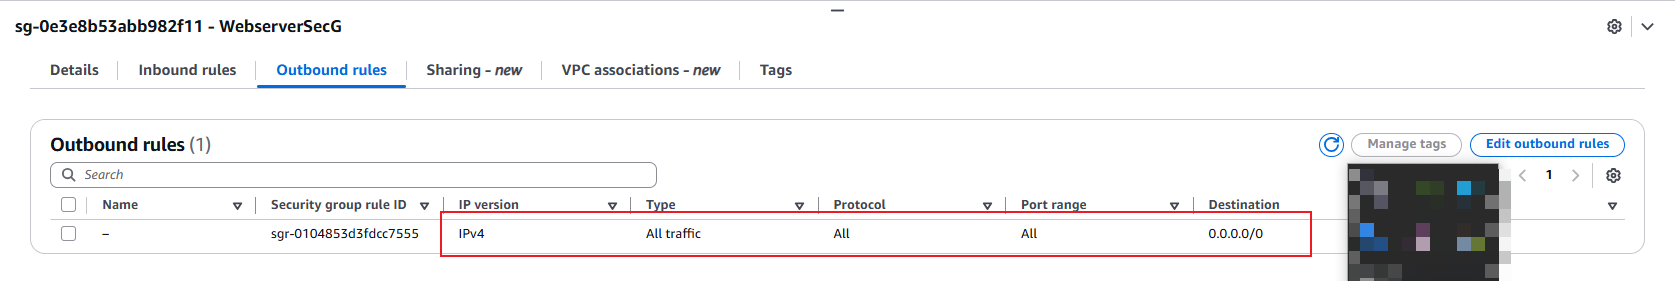 sg-0e3e8b53abb982f11 - WebserverSecG
Details Inbound rules Outbound rules Sharing - new VPC associations - new Tags
Outbound rules (1)
Manage tags Edit outbound rules
Search
1
Name Security group rule ID IP version Type Protocol Port range Destination
– sgr-0104853d3fdcc7555 IPv4 All traffic All All 0.0.0.0/0